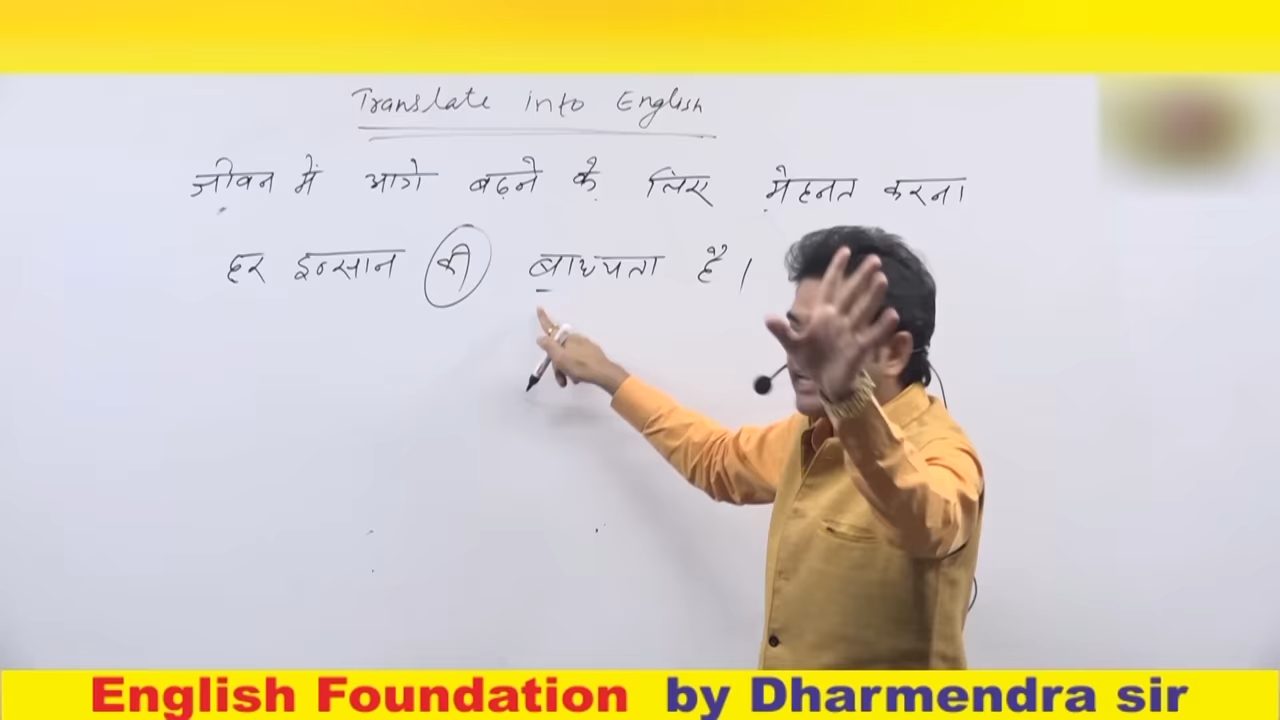 Translate into English
जीवन में आगे बढ़ने के लिए मेहनत करना
हर इन्सान की बाध्यता है।
English Foundation by Dharmendra sir